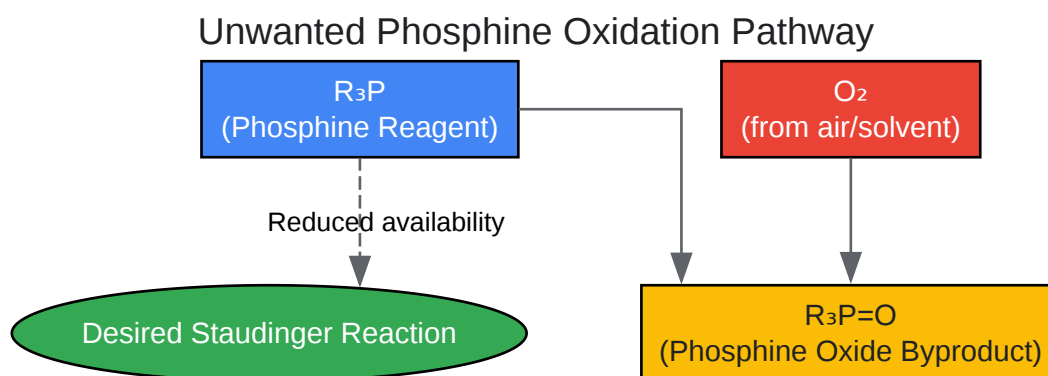 Unwanted Phosphine Oxidation Pathway
R₃P
(Phosphine Reagent)
O₂
(from air/solvent)
Reduced availability
Desired Staudinger Reaction
R₃P=O
(Phosphine Oxide Byproduct)